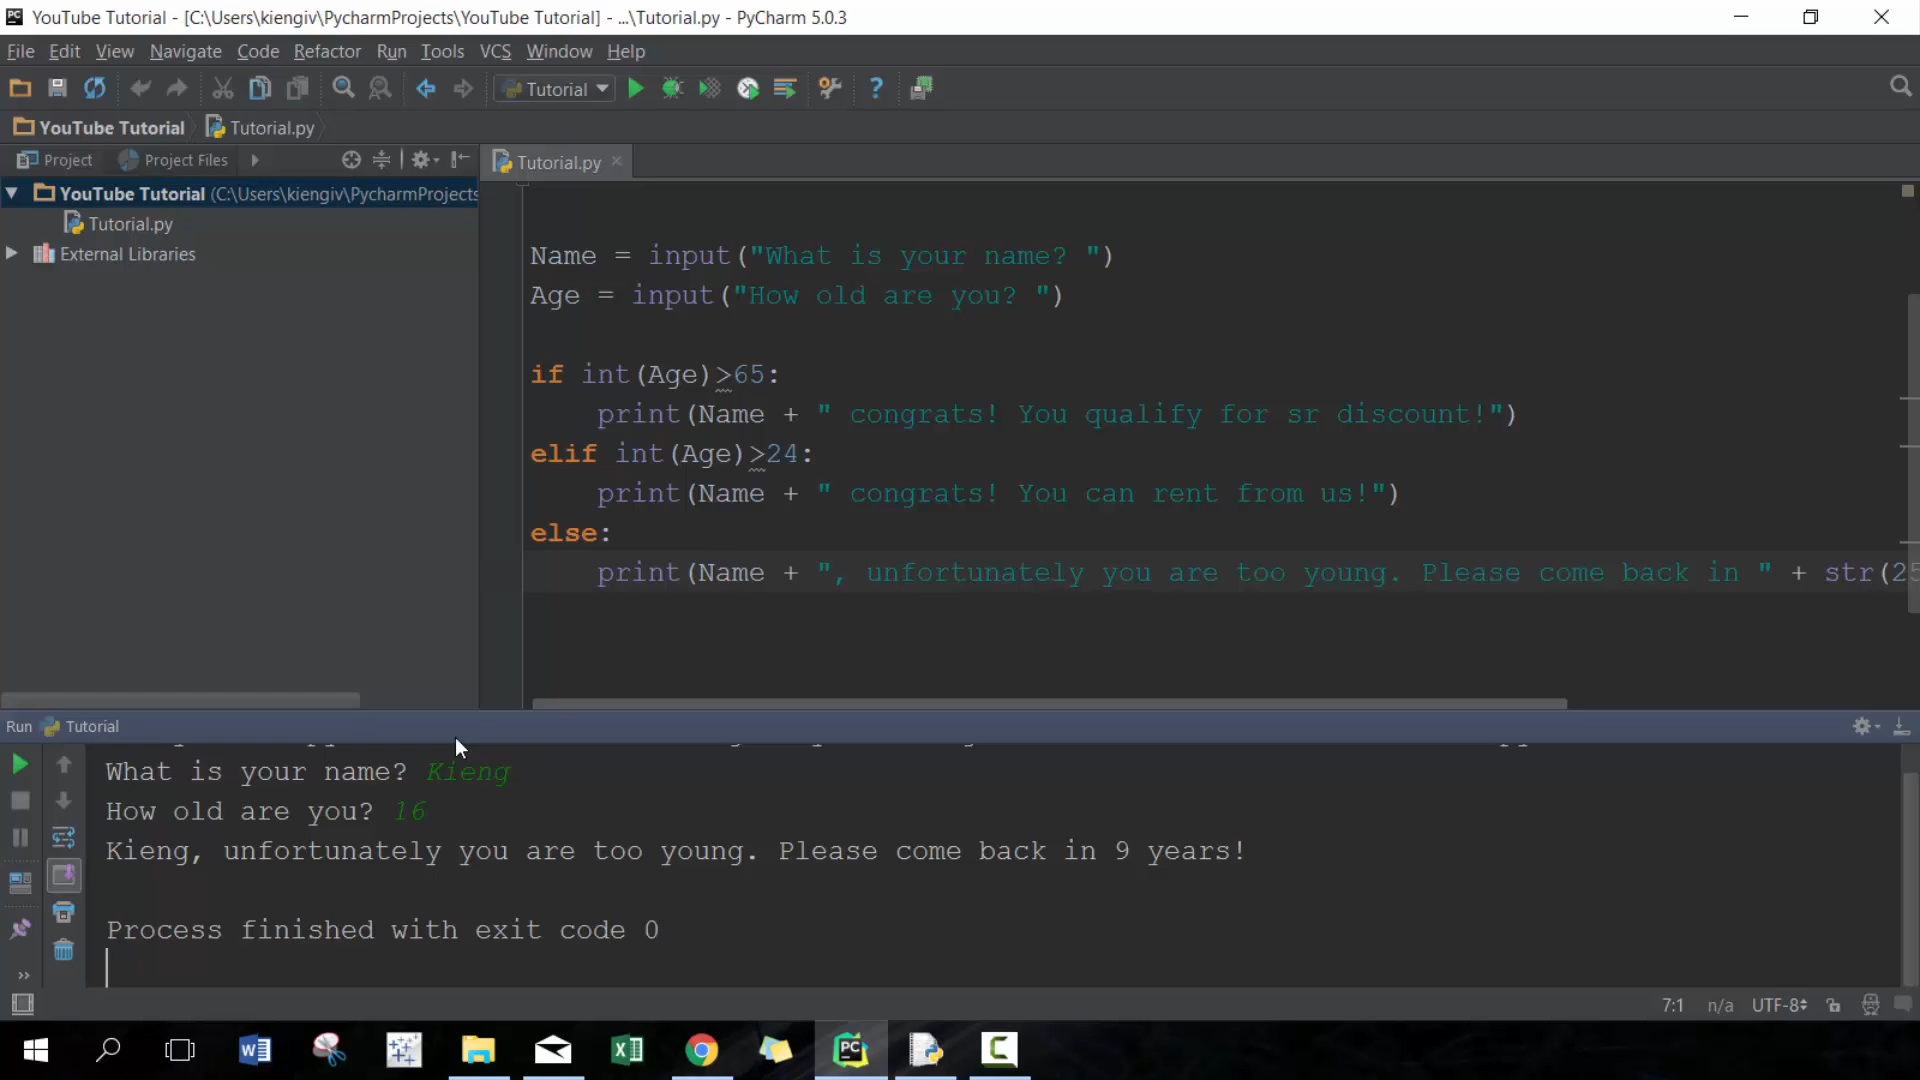 YouTube Tutorial - [C:\Users\kiengiv\PycharmProjects\YouTube Tutorial] - ...\Tutorial.py - PyCharm 5.0.3
File Edit View Navigate Code Refactor Run Tools VCS Window Help
Tutorial
YouTube Tutorial Tutorial.py
Project Project Files
Tutorial.py
YouTube Tutorial (C:\Users\kiengiv\PycharmProjects
Tutorial.py
External Libraries
Name = input("What is your name? ")
Age = input("How old are you? ")
if int(Age)>65:
print(Name + " congrats! You qualify for sr discount!")
elif int(Age)>24:
print(Name + " congrats! You can rent from us!")
else:
print(Name + ", unfortunately you are too young. Please come back in " + str(25
Run Tutorial
What is your name? Kieng
How old are you? 16
Kieng, unfortunately you are too young. Please come back in 9 years!
Process finished with exit code 0
7:1 n/a UTF-8